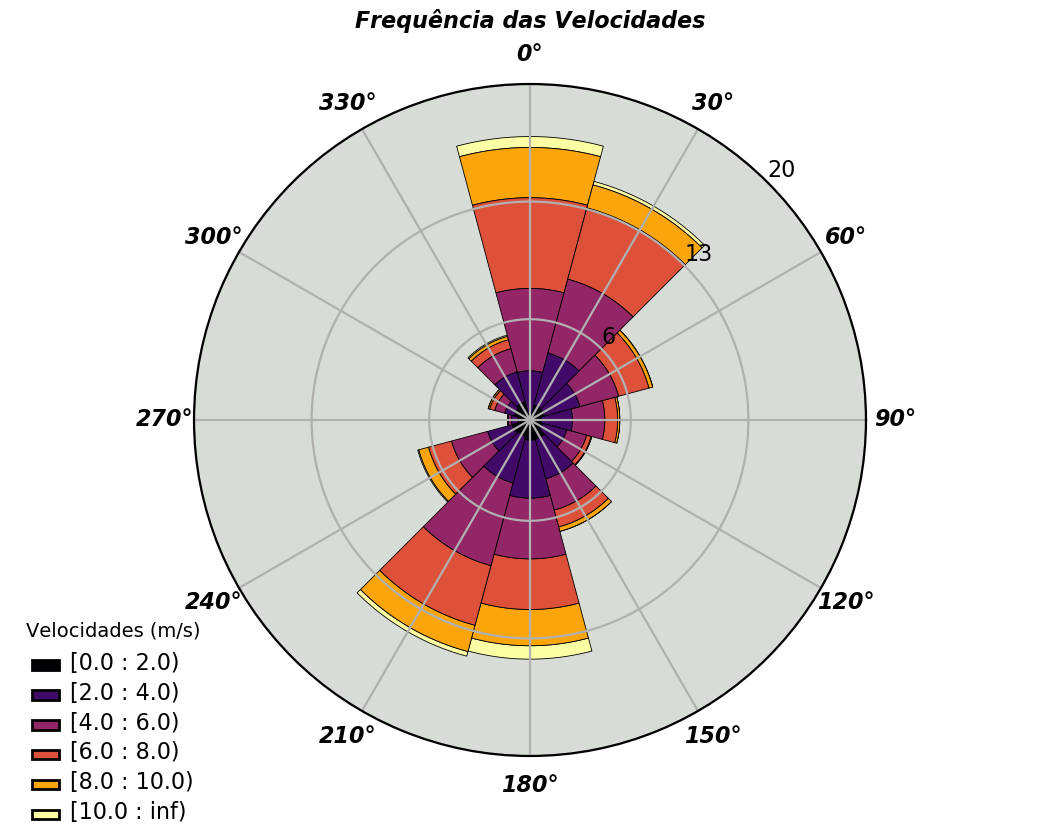 Frequência das Velocidades
0°
330°
30°
20
300°
60°
13
6
270°
90°
240°
120°
210°
150°
180°
Velocidades (m/s)
[0.0 : 2.0)
[2.0 : 4.0)
[4.0 : 6.0)
[6.0 : 8.0)
[8.0 : 10.0)
[10.0 : inf)